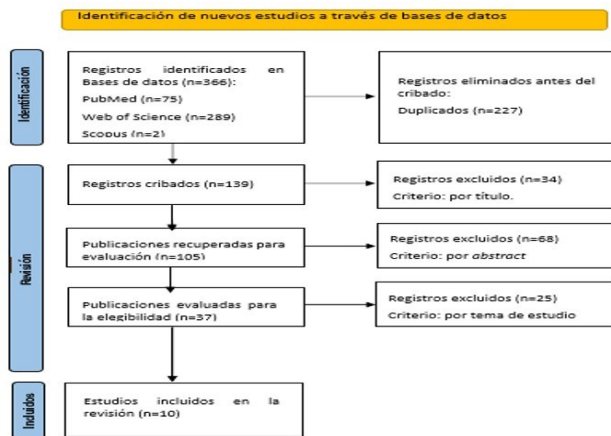 Identificación de nuevos estudios a través de bases de datos
Identificación
Registros identificados en
Bases de datos (n=366):
PubMed (n=75)
Web of Science (n=289)
Scopus (n=2)
Registros eliminados antes del
cribado:
Duplicados (n=227)
Revisión
Registros cribados (n=139)
Registros excluidos (n=34)
Criterio: por título.
Publicaciones recuperadas para
evaluación (n=105)
Registros excluidos (n=68)
Criterio: por abstract
Publicaciones evaluadas para
la elegibilidad (n=37)
Registros excluidos (n=25)
Criterio: por tema de estudio
Incluidos
Estudios incluidos en la
revisión (n=10)